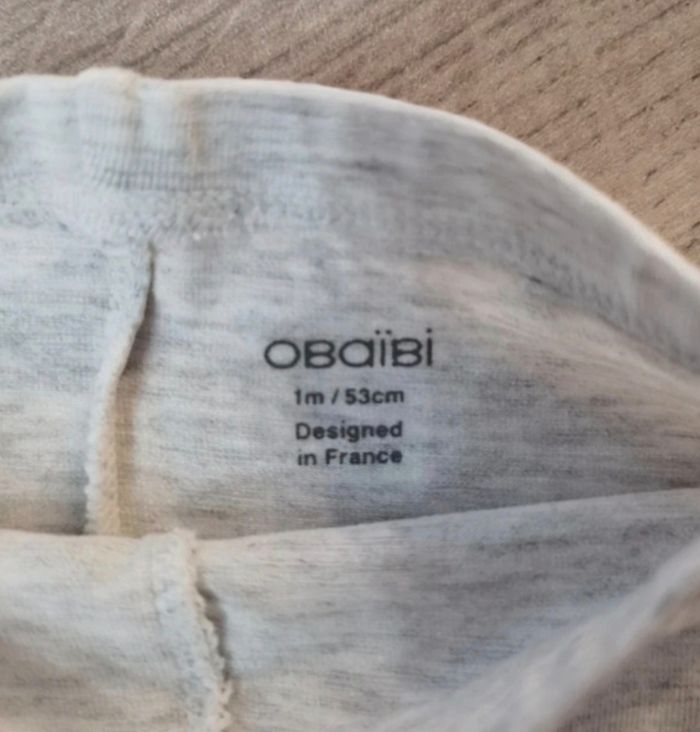 OBaïBi
1m / 53cm
Designed
in France